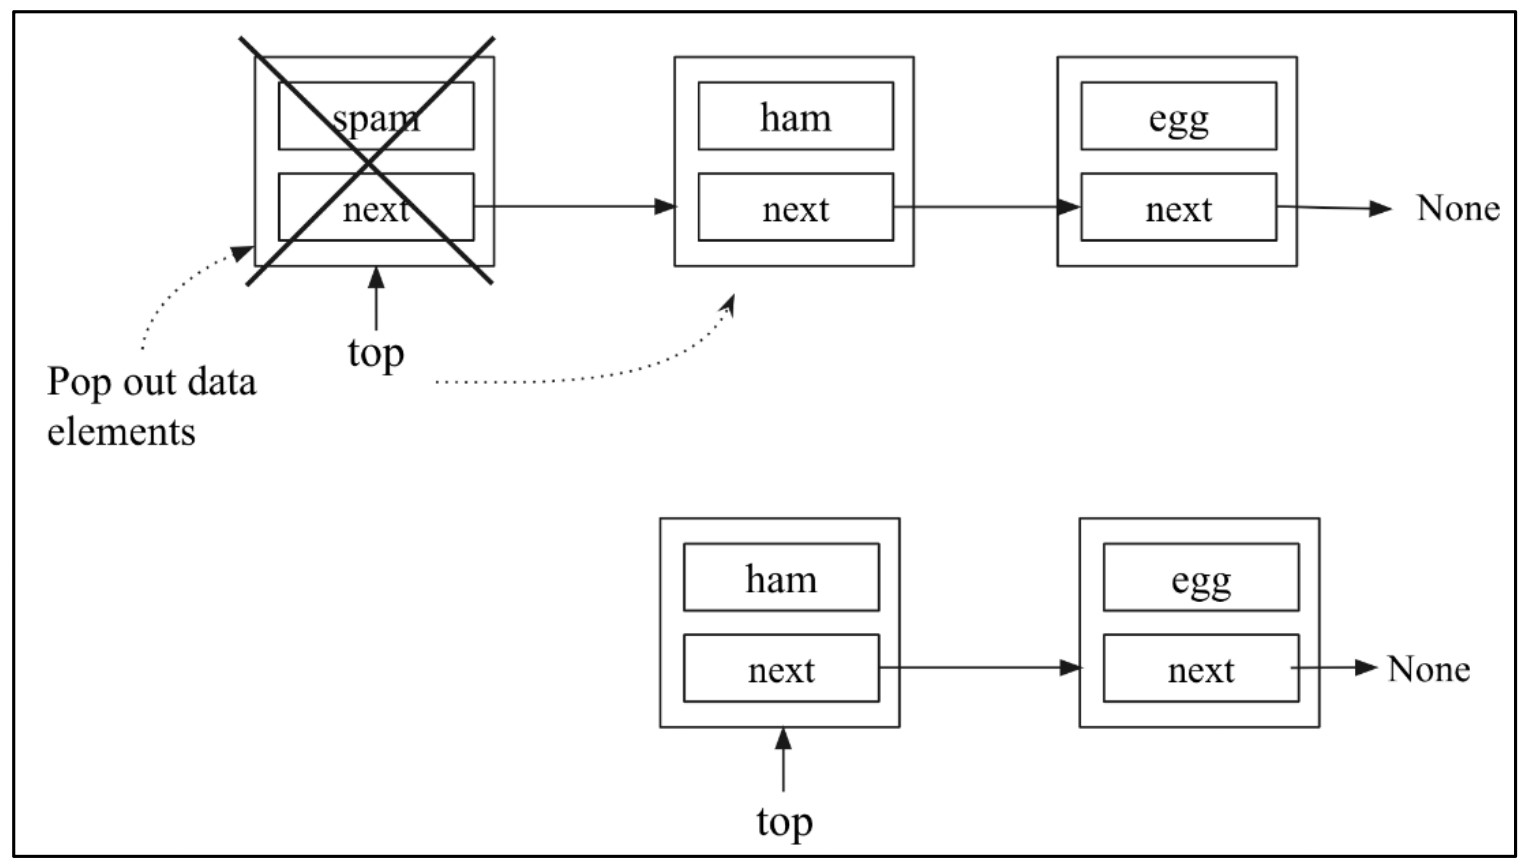 spam
ham
egg
next
next
next
None
top
Pop out data
elements
ham
egg
next
next
None
top